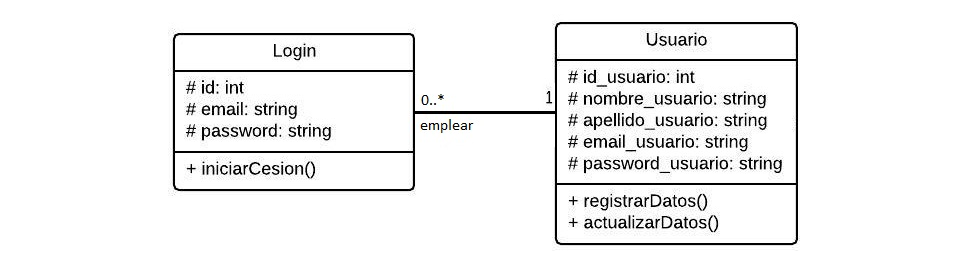 Login
# id: int
# email: string
# password: string
+ iniciarCesion()
0..*
1
emplear
Usuario
# id_usuario: int
# nombre_usuario: string
# apellido_usuario: string
# email_usuario: string
# password_usuario: string
+ registrarDatos()
+ actualizarDatos()